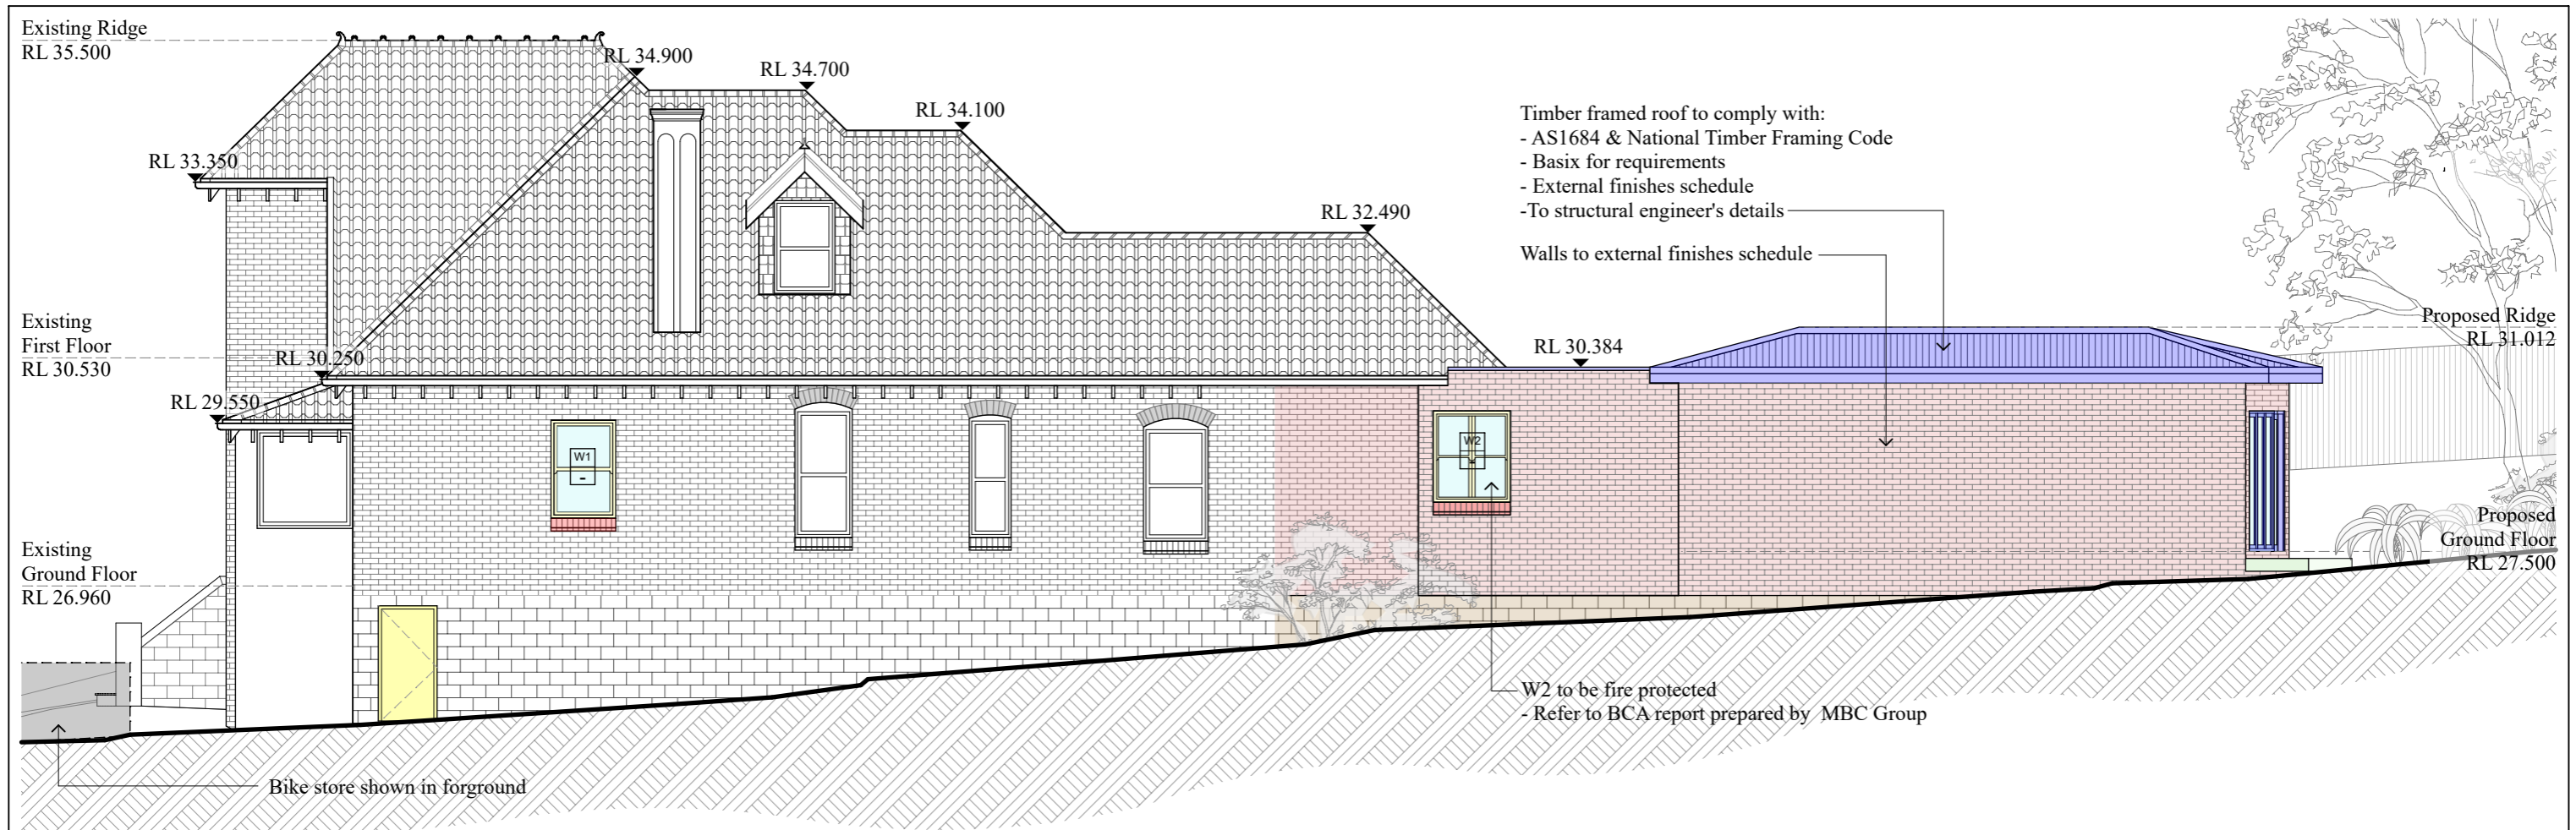 Existing Ridge
RL 35.500
RL 34.900
RL 34.700
RL 34.100
RL 33.350
RL 32.490
Timber framed roof to comply with:
- AS1684 & National Timber Framing Code
- Basix for requirements
- External finishes schedule
-To structural engineer's details
Walls to external finishes schedule
Existing
First Floor
RL 30.530
RL 30.250
RL 29.550
RL 30.384
Proposed Ridge
RL 31.012
W1
-
W2
Existing
Ground Floor
RL 26.960
Proposed
Ground Floor
RL 27.500
W2 to be fire protected
- Refer to BCA report prepared by MBC Group
Bike store shown in forground